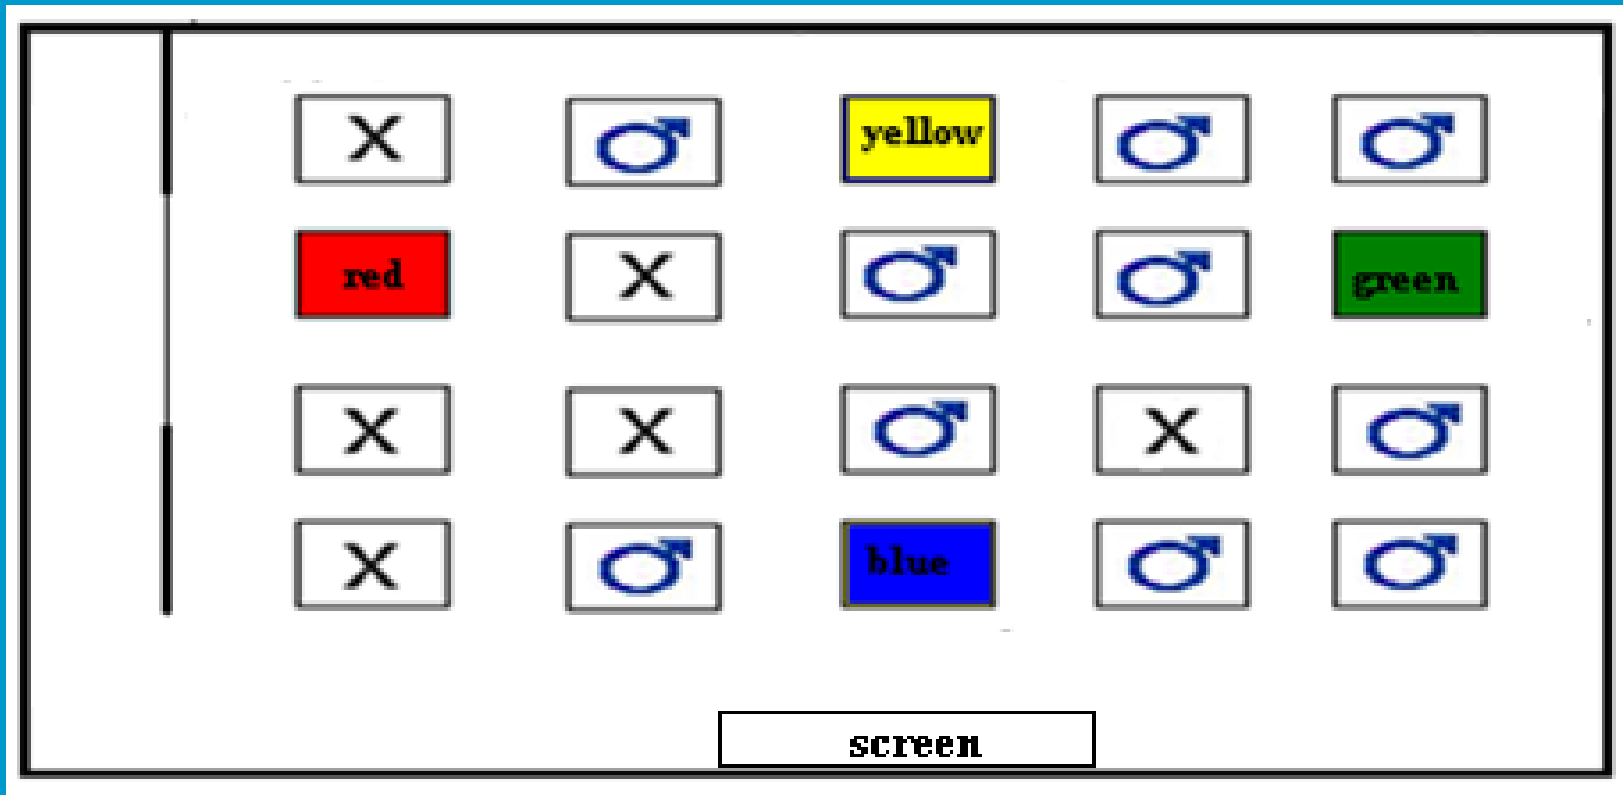 X yellow
red X green
X X X
X blue
screen